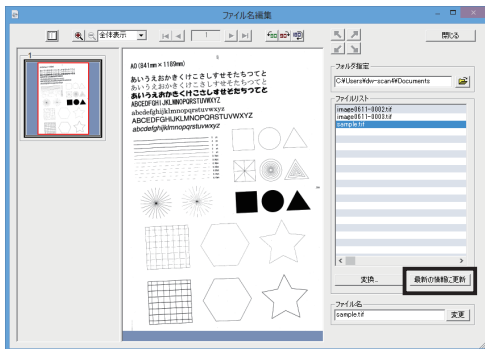 ファイル名編集
全体表示
1
閉じる
1
A0 (841mm×1189mm)
あいうえおかきくけこさしすせそたちつてと
あいうえおかきくけこさしすせそたちつてと
あいうえおかきくけこさしすせそたちつてと
ABCDEFGHIJKLMNOPQRSTUVWXYZ
abcdefghijklmnopqrstuvwxyz
ABCDEFGHIJKLMNOPQRSTUVWXYZ
abcdefghijklmnopqrstuvwxyz
フォルダ指定
C:¥Users¥dw-scan4¥Documents
ファイルリスト
image0611-0002.tif
image0611-0003.tif
sample.tif
変換...
最新の情報に更新
ファイル名
sample.tif
変更